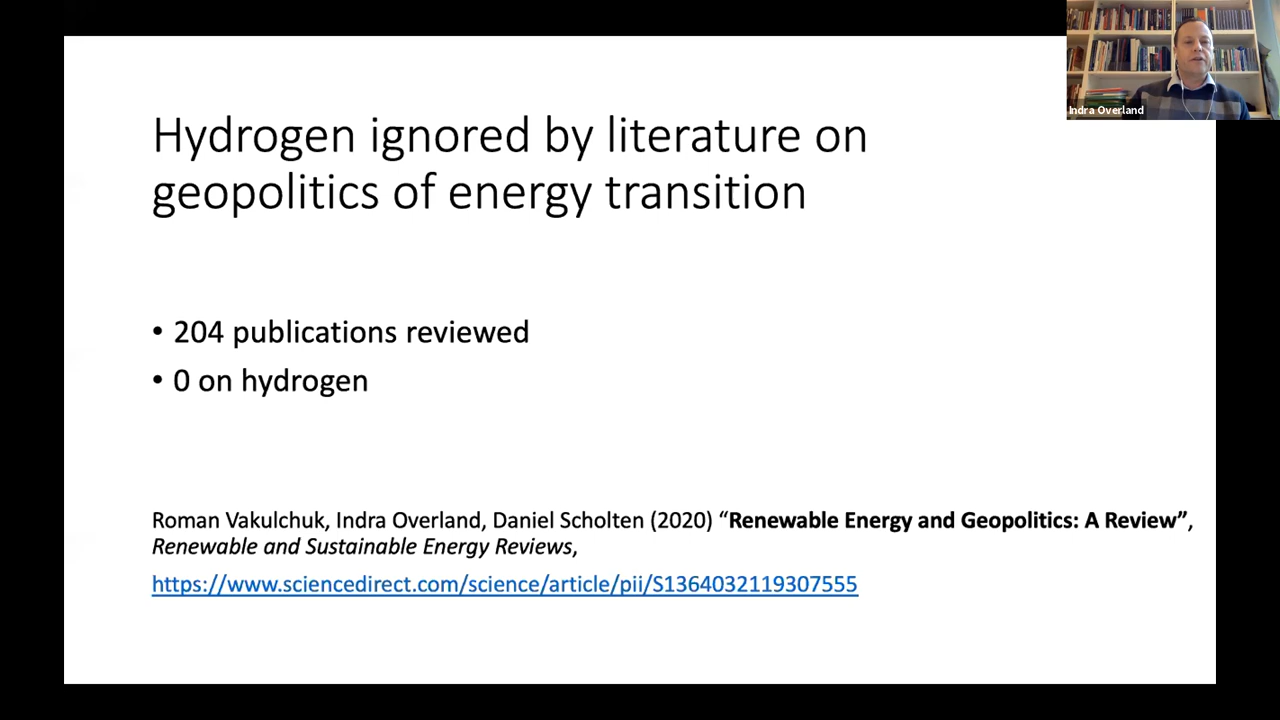 Indra Overland
Hydrogen ignored by literature on
geopolitics of energy transition
• 204 publications reviewed
• 0 on hydrogen
Roman Vakulchuk, Indra Overland, Daniel Scholten (2020) “Renewable Energy and Geopolitics: A Review”,
Renewable and Sustainable Energy Reviews,
https://www.sciencedirect.com/science/article/pii/S1364032119307555